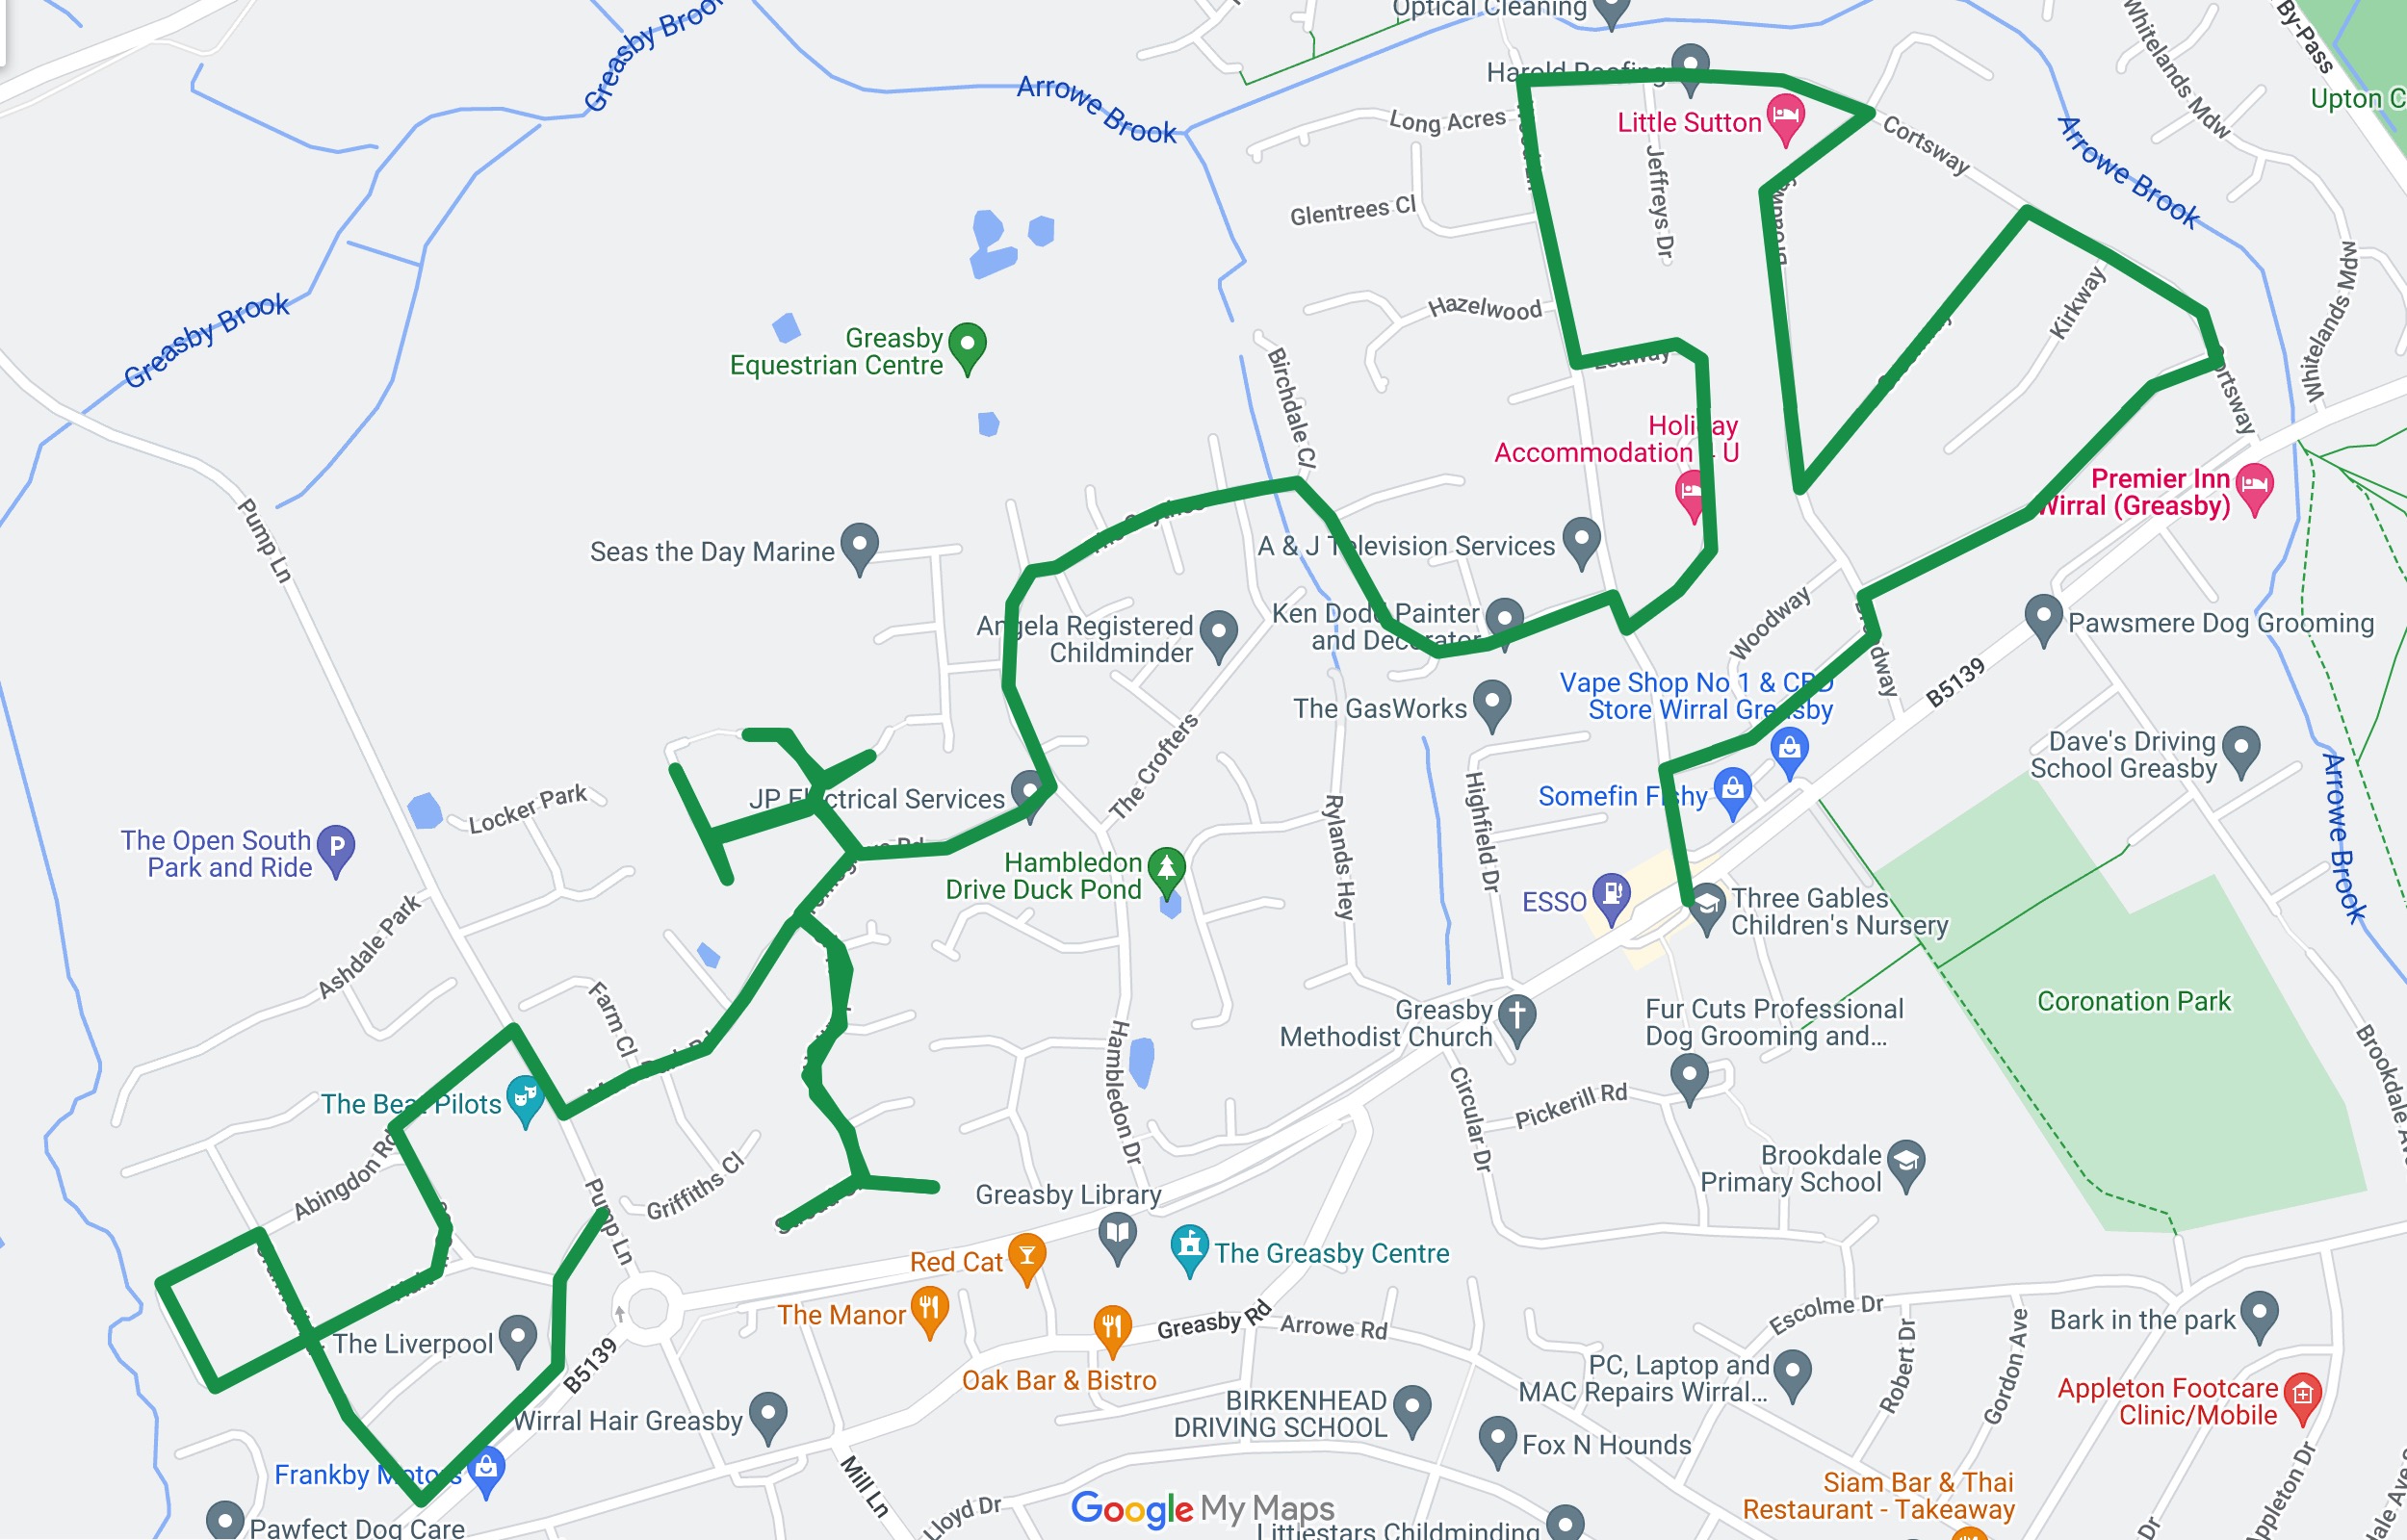 Optical Cleaning
Greasby Brook
Arrowe Brook
Whitelands Mdw
By-Pass
Upton C
Harold Roofing
Long Acres
Little Sutton
Cortsway
Arrowe Brook
Jeffreys Dr
Glentrees Cl
Greasby Brook
Hazelwood
Kirkway
Whitelands Mdw
Greasby
Equestrian Centre
Birchdale Cl
Holiday
Accommodation - U
Cortsway
Premier Inn
Wirral (Greasby)
Pump Ln
Seas the Day Marine
A & J Television Services
Angela Registered
Childminder
Ken Dodd Painter
and Decorator
Woodway
Pawsmere Dog Grooming
Broadway
B5139
Vape Shop No 1 & CBD
Store Wirral Greasby
The GasWorks
The Crofters
Dave's Driving
School Greasby
JP Electrical Services
Somefin Fishy
Locker Park
Highfield Dr
Rylands Hey
Arrowe Brook
The Open South
Park and Ride
Hambledon
Drive Duck Pond
ESSO
Three Gables
Children's Nursery
Ashdale Park
Farm Cl
Greasby
Methodist Church
Fur Cuts Professional
Dog Grooming and...
Coronation Park
Hambledon Dr
Circular Dr
Pickerill Rd
Brookdale Av
The Beat Pilots
Abingdon Rd
Griffiths Cl
Pump Ln
Brookdale
Primary School
Greasby Library
Red Cat
The Greasby Centre
The Manor
Greasby Rd
Arrowe Rd
Escolme Dr
Robert Dr
Gordon Ave
Bark in the park
The Liverpool
B5139
Oak Bar & Bistro
PC, Laptop and
MAC Repairs Wirral...
Appleton Footcare
Clinic/Mobile
BIRKENHEAD
DRIVING SCHOOL
Wirral Hair Greasby
Fox N Hounds
Frankby Motors
Mill Ln
Lloyd Dr
Google My Maps
Siam Bar & Thai
Restaurant - Takeaway
Appleton Dr
Dr
Pawfect Dog Care
Littlestars Childminding